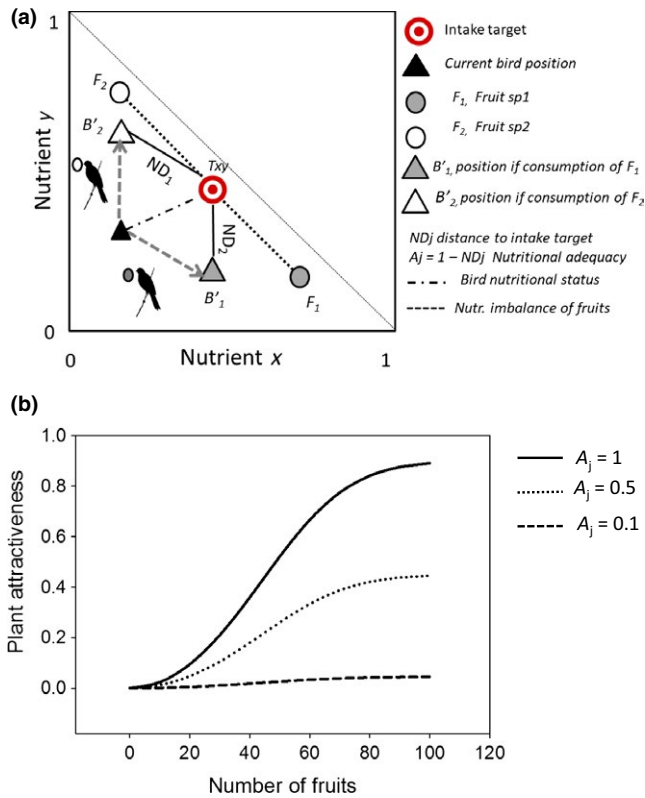 (a)
1
Nutrient y
0
0
Nutrient x
1
F2
B'2
ND1
Txy
ND2
B'1
F1
Intake target
Current bird position
F1, Fruit sp1
F2, Fruit sp2
B'1, position if consumption of F1
B'2, position if consumption of F2
NDj distance to intake target
Aj = 1 – NDj Nutritional adequacy
Bird nutritional status
Nutr. imbalance of fruits
(b)
Plant attractiveness
1.0
0.8
0.6
0.4
0.2
0.0
0 20 40 60 80 100 120
Number of fruits
Aj = 1
Aj = 0.5
Aj = 0.1